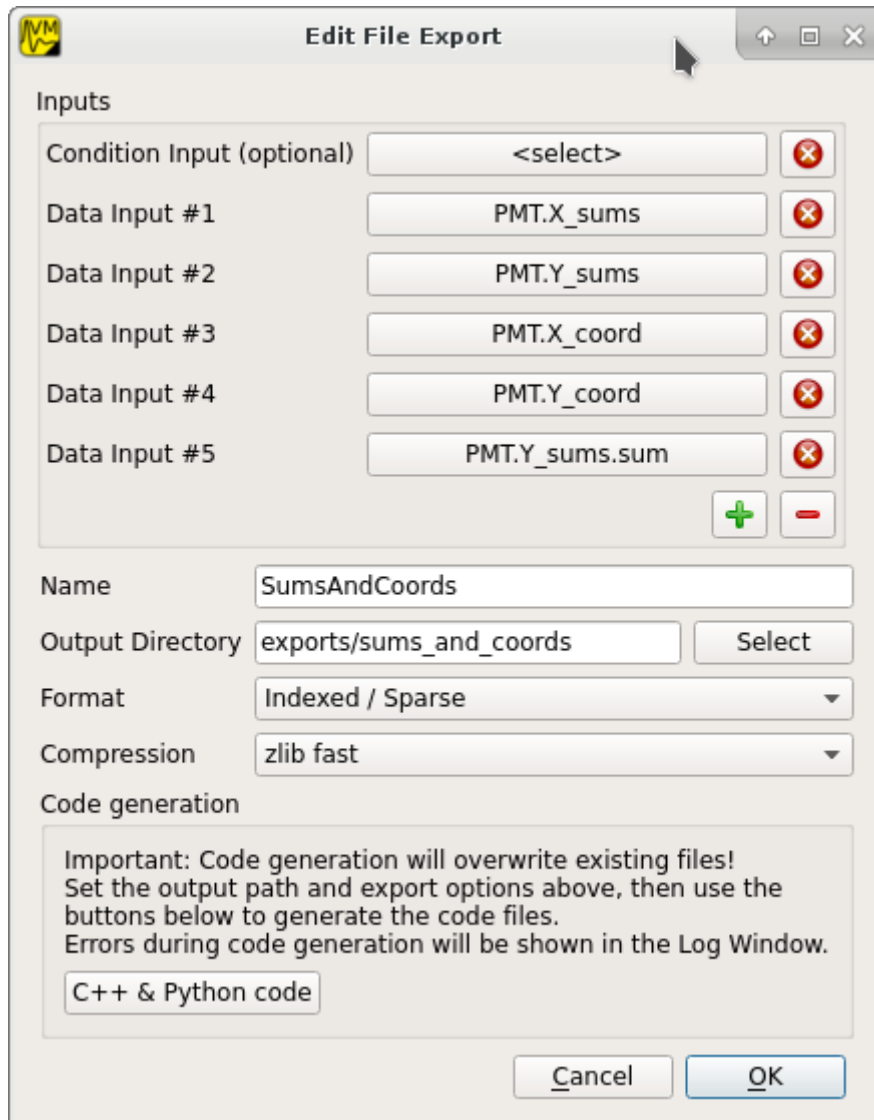 VM
Edit File Export
Inputs
Condition Input (optional) <select>
Data Input #1 PMT.X_sums
Data Input #2 PMT.Y_sums
Data Input #3 PMT.X_coord
Data Input #4 PMT.Y_coord
Data Input #5 PMT.Y_sums.sum
Name SumsAndCoords
Output Directory exports/sums_and_coords Select
Format Indexed / Sparse
Compression zlib fast
Code generation
Important: Code generation will overwrite existing files!
Set the output path and export options above, then use the
buttons below to generate the code files.
Errors during code generation will be shown in the Log Window.
C++ & Python code
Cancel OK